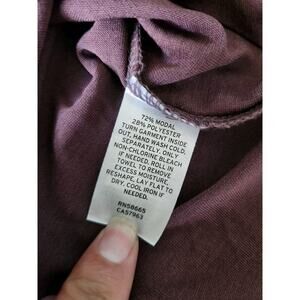 72% MODAL
28% POLYESTER
TURN GARMENT INSIDE
OUT, HAND WASH COLD,
SEPARATELY. ONLY
NON-CHLORINE BLEACH
IF NEEDED. ROLL IN
TOWEL TO REMOVE
EXCESS MOISTURE.
RESHAPE, LAY FLAT TO
DRY. COOL IRON IF
NEEDED.
RN58665
CA57963